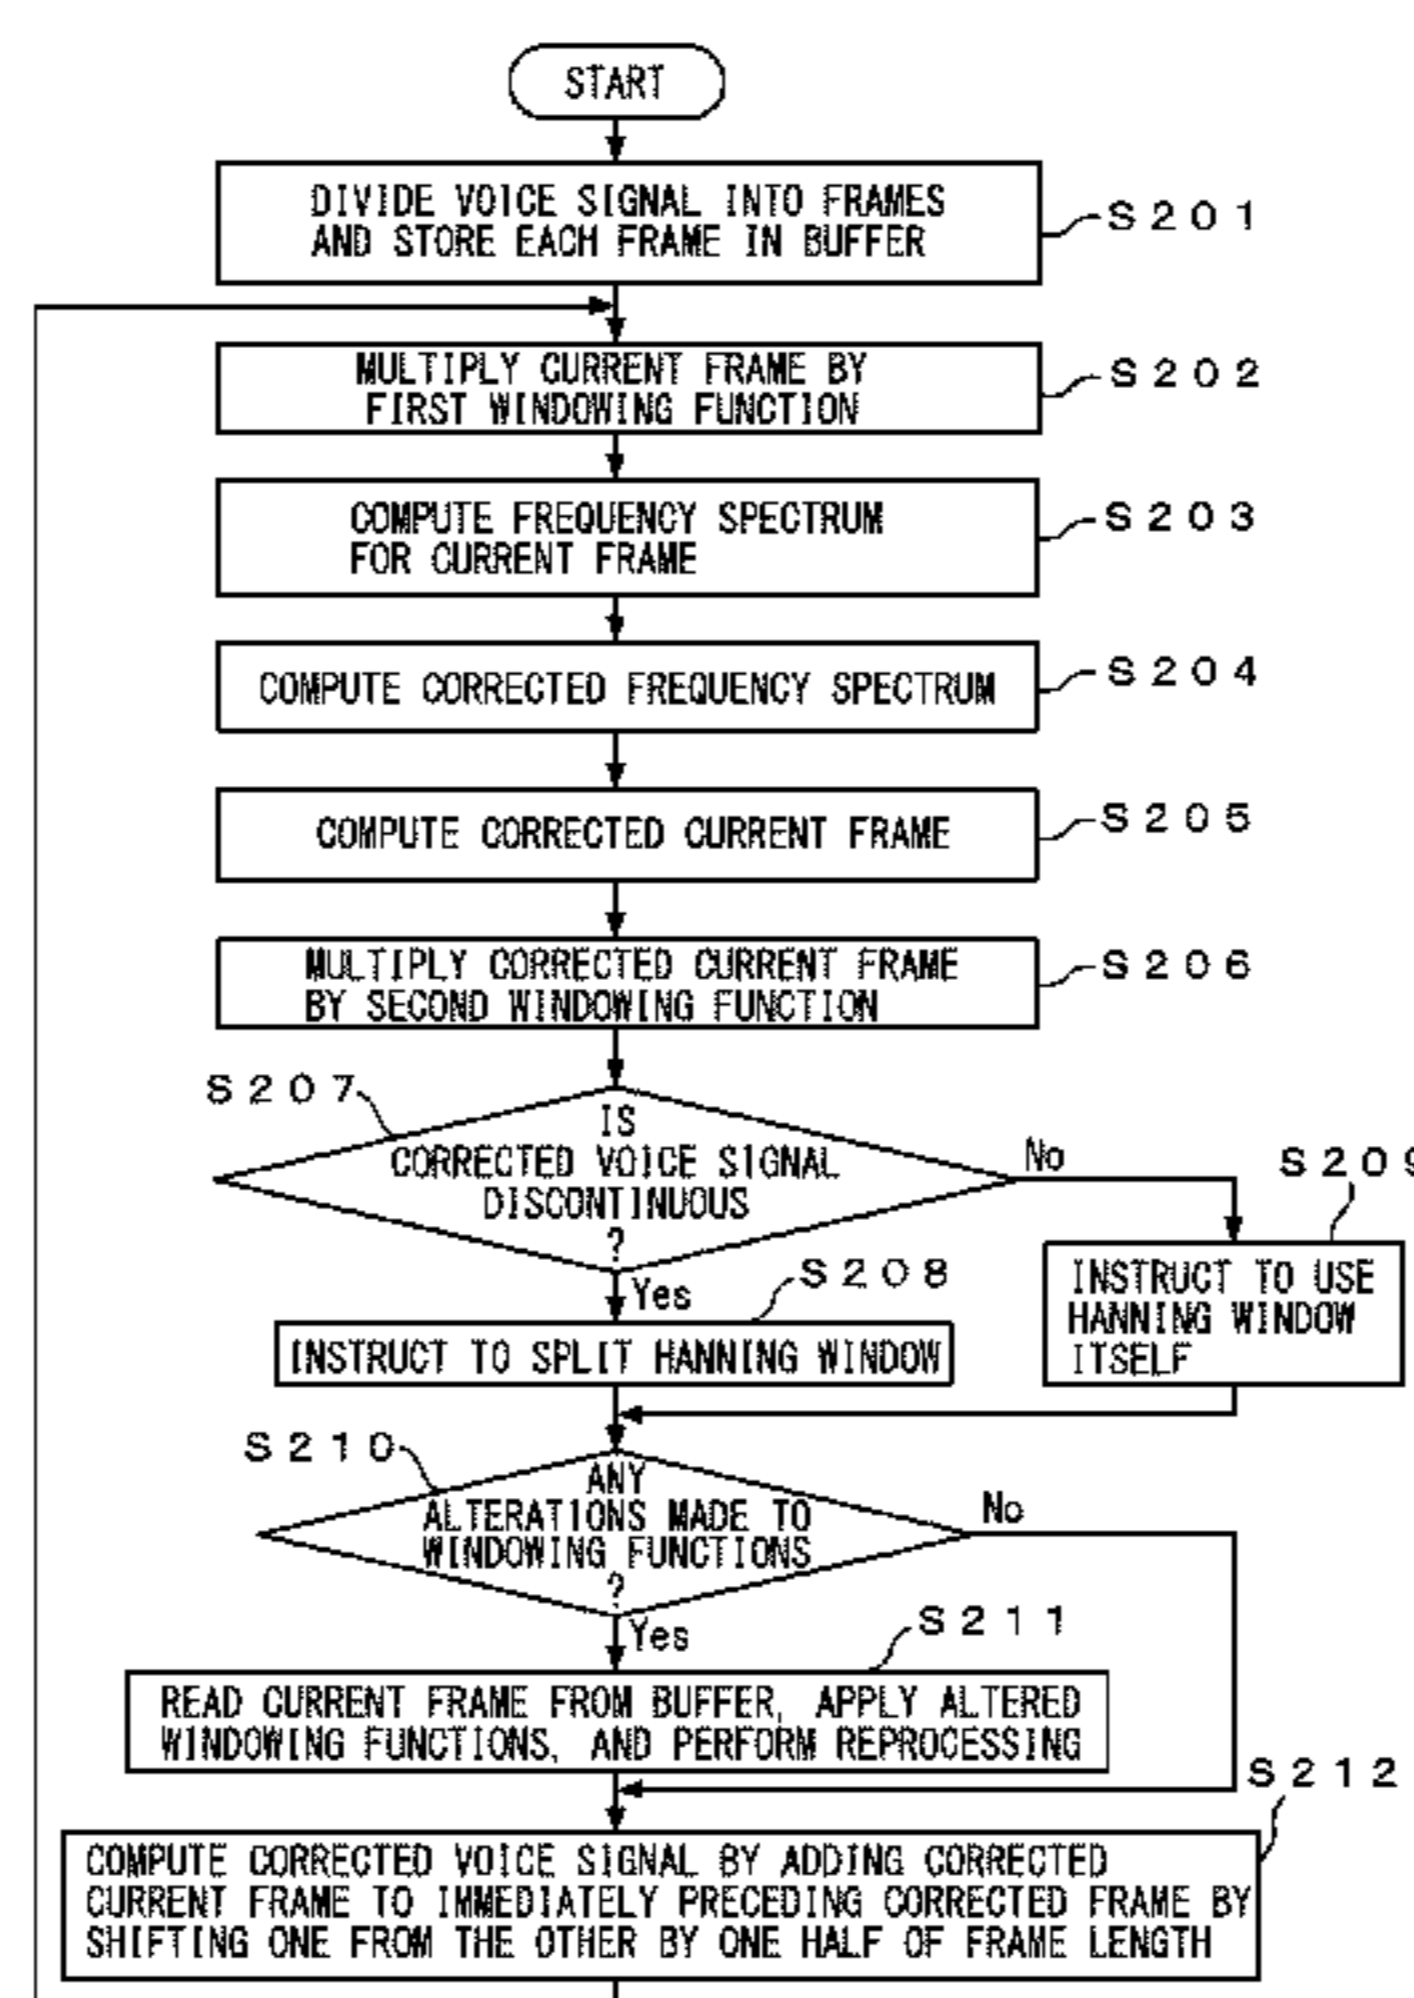 START
DIVIDE VOICE SIGNAL INTO FRAMES
AND STORE EACH FRAME IN BUFFER
S201
MULTIPLY CURRENT FRAME BY
FIRST WINDOWING FUNCTION
S202
COMPUTE FREQUENCY SPECTRUM
FOR CURRENT FRAME
S203
COMPUTE CORRECTED FREQUENCY SPECTRUM
S204
COMPUTE CORRECTED CURRENT FRAME
S205
MULTIPLY CORRECTED CURRENT FRAME
BY SECOND WINDOWING FUNCTION
S206
S207
IS
CORRECTED VOICE SIGNAL
DISCONTINUOUS
?
No
S209
INSTRUCT TO USE
HANNING WINDOW
ITSELF
Yes
S208
INSTRUCT TO SPLIT HANNING WINDOW
S210
ANY
ALTERATIONS MADE TO
WINDOWING FUNCTIONS
?
No
Yes
S211
READ CURRENT FRAME FROM BUFFER, APPLY ALTERED
WINDOWING FUNCTIONS, AND PERFORM REPROCESSING
S212
COMPUTE CORRECTED VOICE SIGNAL BY ADDING CORRECTED
CURRENT FRAME TO IMMEDIATELY PRECEDING CORRECTED FRAME BY
SHIFTING ONE FROM THE OTHER BY ONE HALF OF FRAME LENGTH